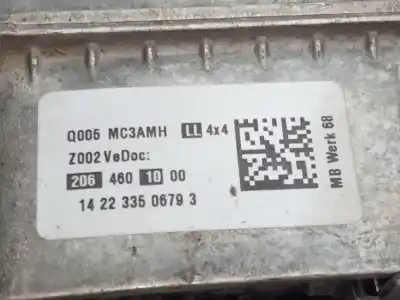 Q005 MC3AMH LL 4x4
Z002 VeDoc:
206 460 10 00
14 22 335 0679 3
MB Werk 68